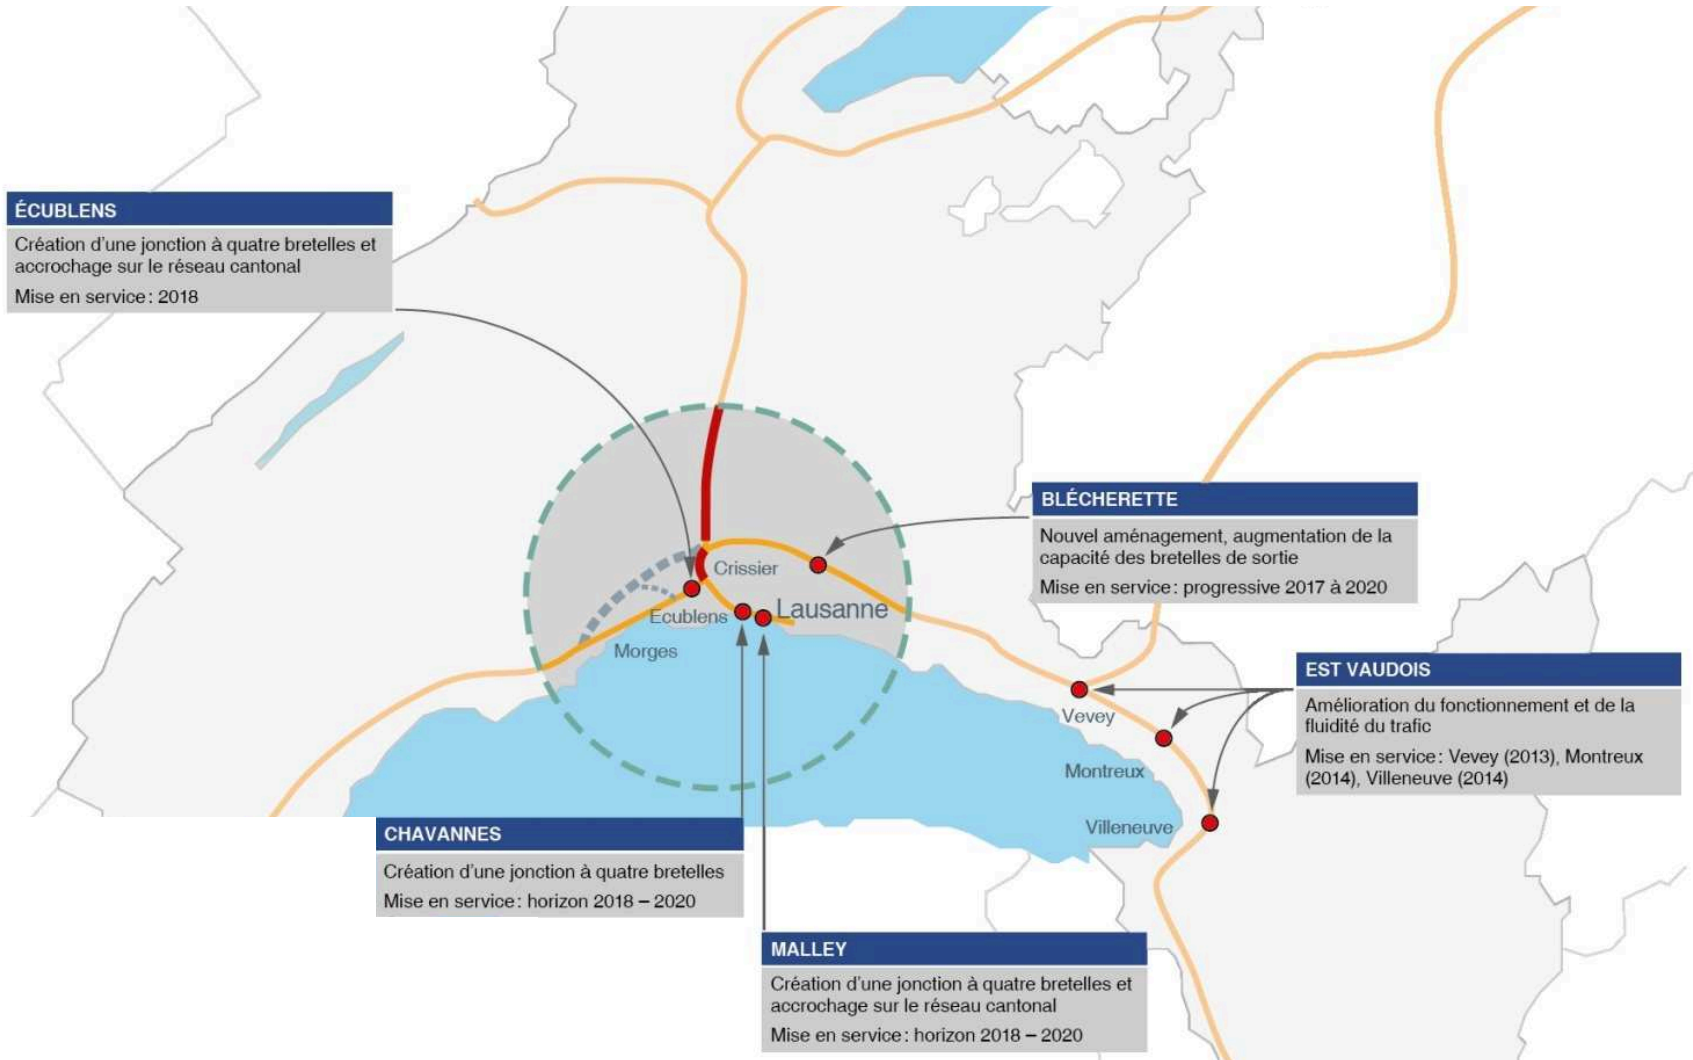 ÉCUBLENS
Création d'une jonction à quatre bretelles et
accrochage sur le réseau cantonal
Mise en service : 2018
BLÉCHERETTE
Nouvel aménagement, augmentation de la
capacité des bretelles de sortie
Mise en service : progressive 2017 à 2020
Crissier
Ecublens
Lausanne
Morges
EST VAUDOIS
Amélioration du fonctionnement et de la
fluidité du trafic
Mise en service : Vevey (2013), Montreux
(2014), Villeneuve (2014)
Vevey
Montreux
Villeneuve
CHAVANNES
Création d'une jonction à quatre bretelles
Mise en service : horizon 2018 – 2020
MALLEY
Création d'une jonction à quatre bretelles et
accrochage sur le réseau cantonal
Mise en service : horizon 2018 – 2020